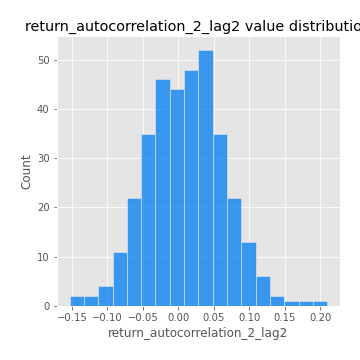 return_autocorrelation_2_lag2 value distributio
Count
50
40
30
20
10
0
−0.15 −0.10 −0.05 0.00 0.05 0.10 0.15 0.20
return_autocorrelation_2_lag2